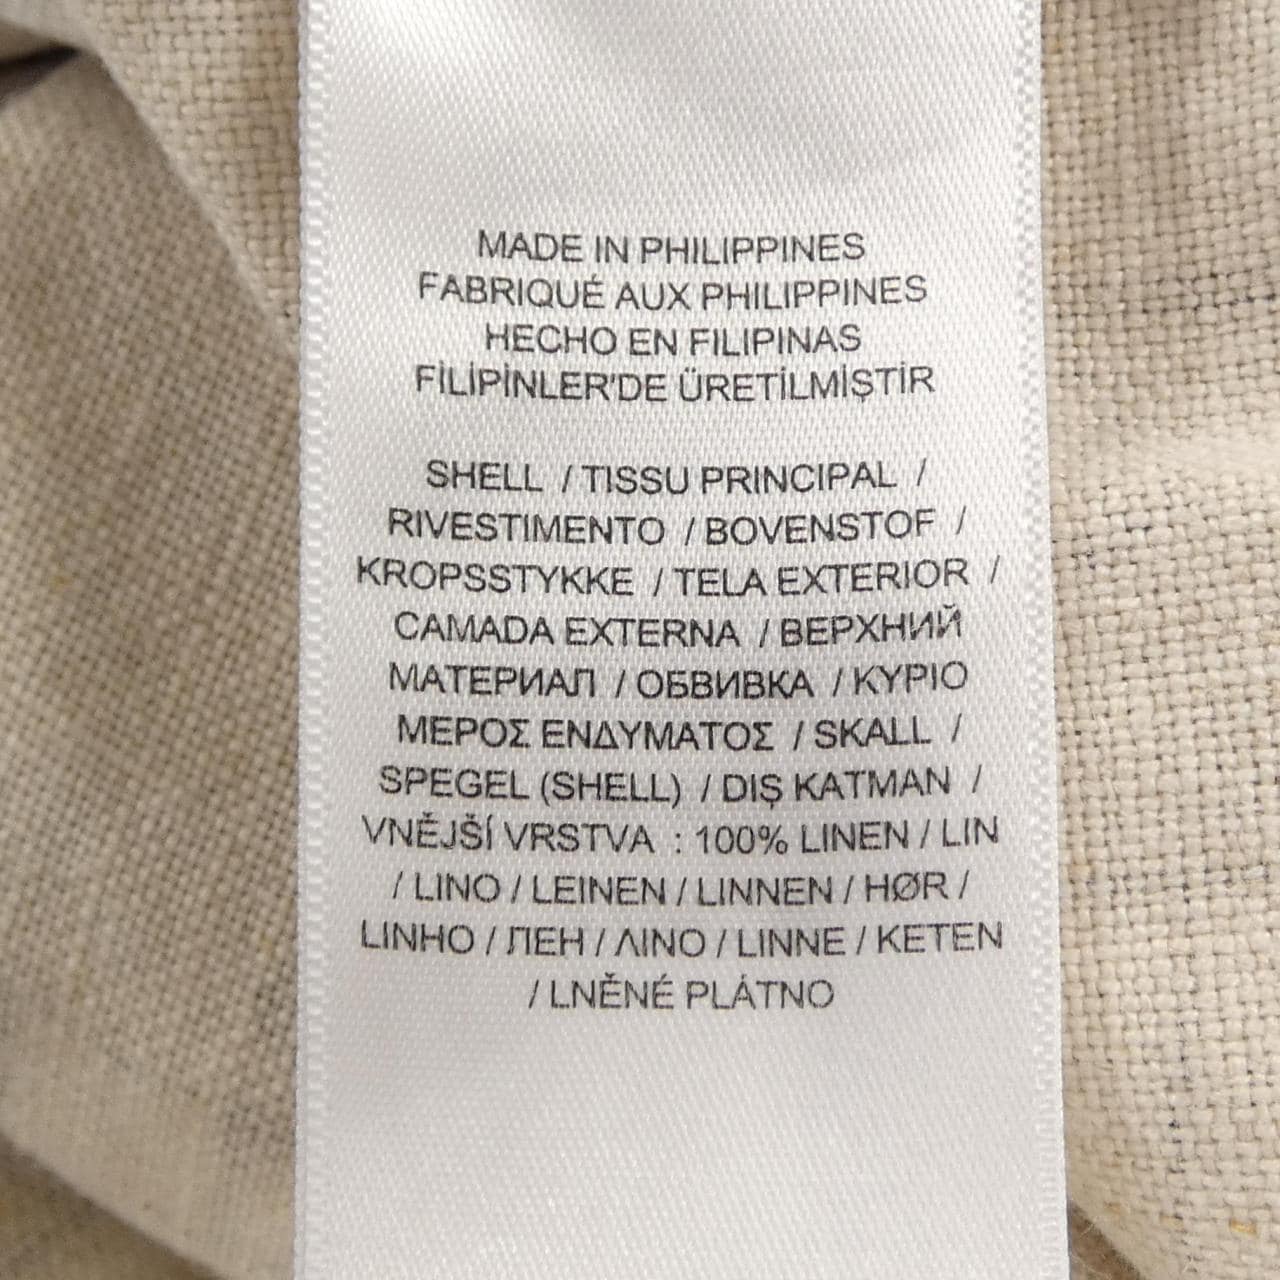 MADE IN PHILIPPINES
FABRIQUÉ AUX PHILIPPINES
HECHO EN FILIPINAS
FİLİPİNLER'DE ÜRETİLMİŞTİR
SHELL / TISSU PRINCIPAL /
RIVESTIMENTO / BOVENSTOF /
KROPSSTYKKE / TELA EXTERIOR /
CAMADA EXTERNA / ВЕРХНИЙ
МАТЕРИАЛ / ОБВИВКА / ΚΥΡΙΟ
ΜΕΡΟΣ ΕΝΔΥΜΑΤΟΣ / SKALL /
SPEGEL (SHELL) / DIŞ KATMAN /
VNĚJŠÍ VRSTVA : 100% LINEN / LIN
/ LINO / LEINEN / LINNEN / HØR /
LINHO / ЛЕН / ΛΙΝΟ / LINNE / KETEN
/ LNĚNÉ PLÁTNO